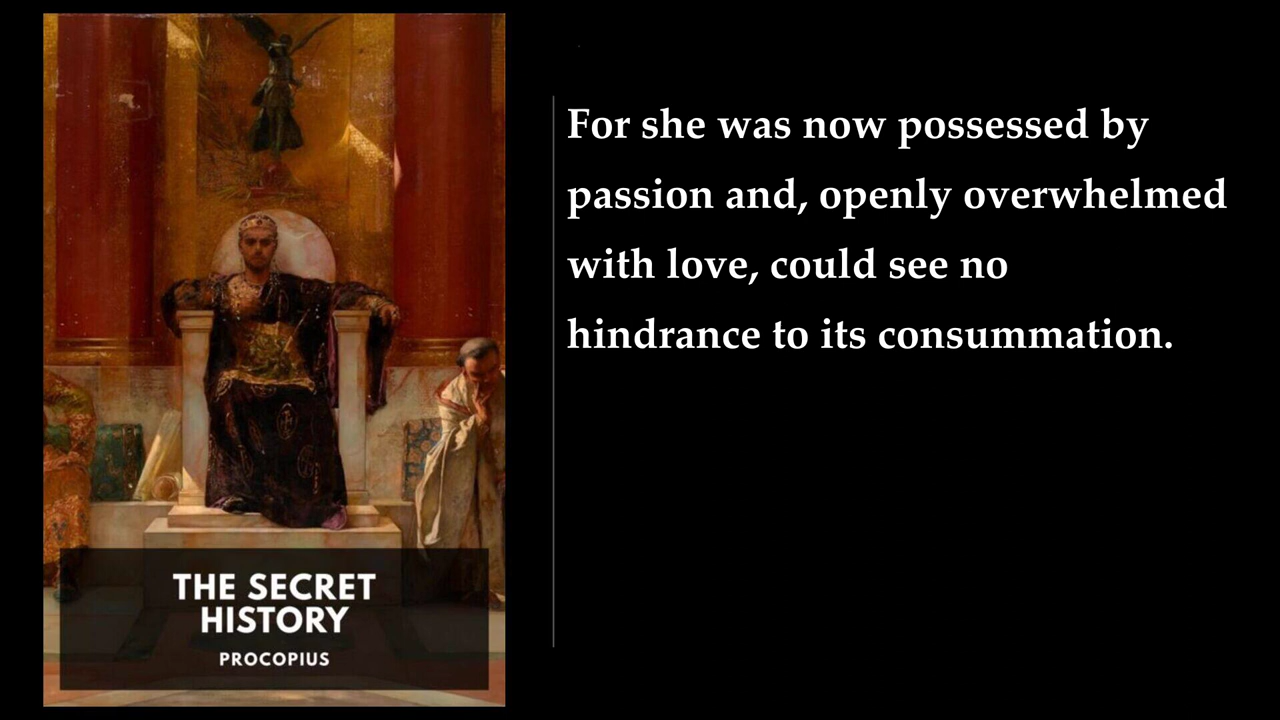 For she was now possessed by
passion and, openly overwhelmed
with love, could see no
hindrance to its consummation.
THE SECRET
HISTORY
PROCOPIUS